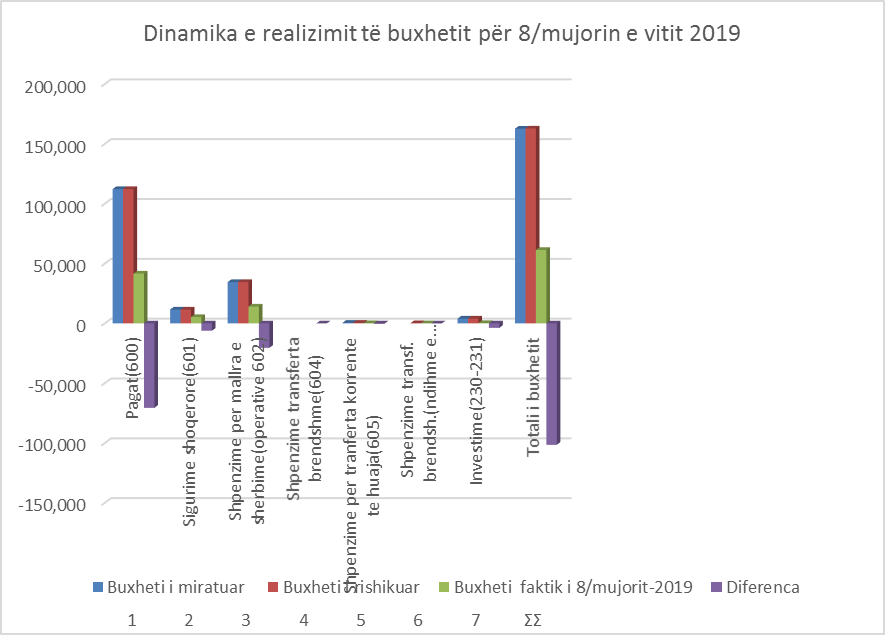 Dinamika e realizimit të buxhetit për 8/mujorin e vitit 2019
200,000
150,000
100,000
50,000
0
-50,000
-100,000
-150,000
Pagat(600)
Sigurime shoqerore(601)
Shpenzime per mallra e
sherbime(operative 602)
Shpenzime transferta
brendshme(604)
Shpenzime per tranferta korrente
te huaja(605)
Shpenzime transf.
brendsh.(ndihme e...
Investime(230-231)
Totali i buxhetit
Buxheti i miratuar
Buxheti i rishikuar
Buxheti faktik i 8/mujorit-2019
Diferenca
1 2 3 4 5 6 7 ΣΣ